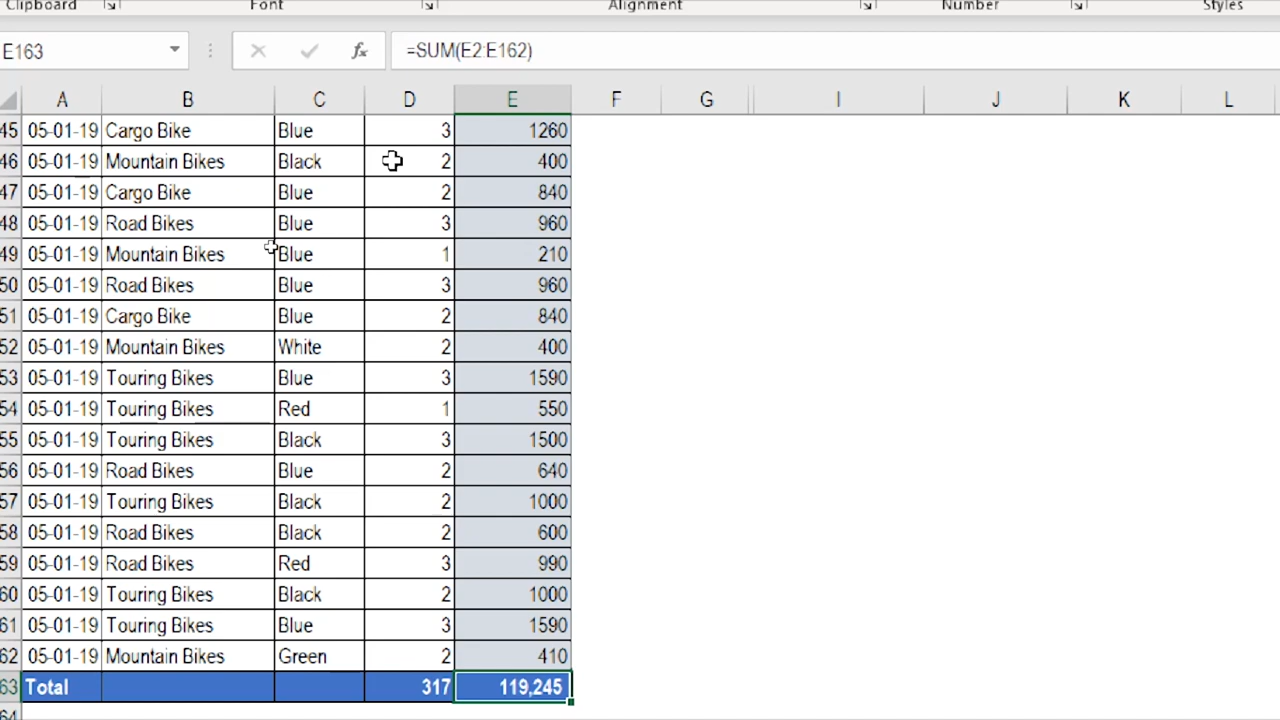 Clipboard Font Alignment Number Styles
E163 fx =SUM(E2:E162)
A B C D E F G I J K L
45 05-01-19 Cargo Bike Blue 3 1260
46 05-01-19 Mountain Bikes Black 2 400
47 05-01-19 Cargo Bike Blue 2 840
48 05-01-19 Road Bikes Blue 3 960
49 05-01-19 Mountain Bikes Blue 1 210
50 05-01-19 Road Bikes Blue 3 960
51 05-01-19 Cargo Bike Blue 2 840
52 05-01-19 Mountain Bikes White 2 400
53 05-01-19 Touring Bikes Blue 3 1590
54 05-01-19 Touring Bikes Red 1 550
55 05-01-19 Touring Bikes Black 3 1500
56 05-01-19 Road Bikes Blue 2 640
57 05-01-19 Touring Bikes Black 2 1000
58 05-01-19 Road Bikes Black 2 600
59 05-01-19 Road Bikes Red 3 990
60 05-01-19 Touring Bikes Black 2 1000
61 05-01-19 Touring Bikes Blue 3 1590
62 05-01-19 Mountain Bikes Green 2 410
63 Total 317 119,245
64